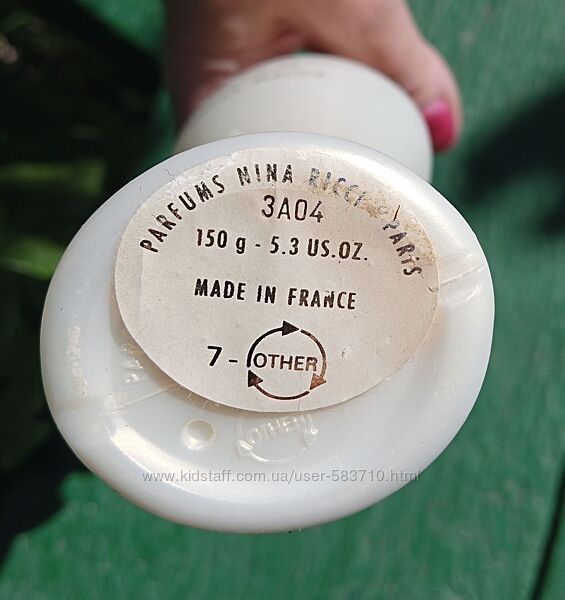 PARFUMS NINA RICCI PARIS
3A04
150 g - 5.3 US.OZ.
MADE IN FRANCE
7 - OTHER
OTHER
www.kidstaff.com.ua/user-583710.html